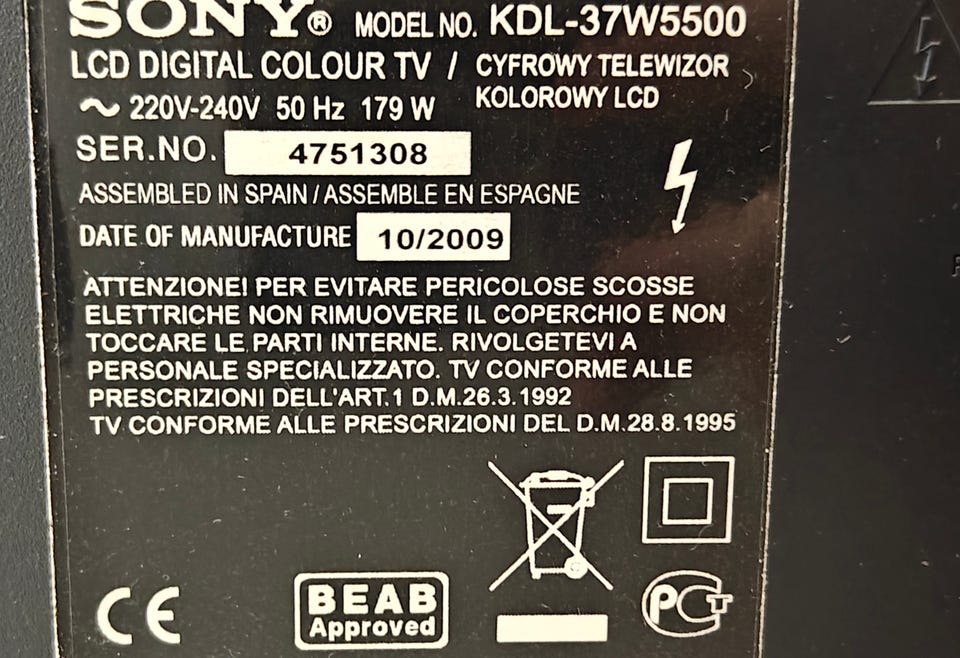 SONY® MODEL NO. KDL-37W5500
LCD DIGITAL COLOUR TV / CYFROWY TELEWIZOR
KOLOROWY LCD
~ 220V-240V 50 Hz 179 W
SER.NO. 4751308
ASSEMBLED IN SPAIN / ASSEMBLE EN ESPAGNE
DATE OF MANUFACTURE 10/2009
ATTENZIONE! PER EVITARE PERICOLOSE SCOSSE
ELETTRICHE NON RIMUOVERE IL COPERCHIO E NON
TOCCARE LE PARTI INTERNE. RIVOLGETEVI A
PERSONALE SPECIALIZZATO. TV CONFORME ALLE
PRESCRIZIONI DELL'ART.1 D.M.26.3.1992
TV CONFORME ALLE PRESCRIZIONI DEL D.M.28.8.1995
CE
BEAB
Approved
PCT